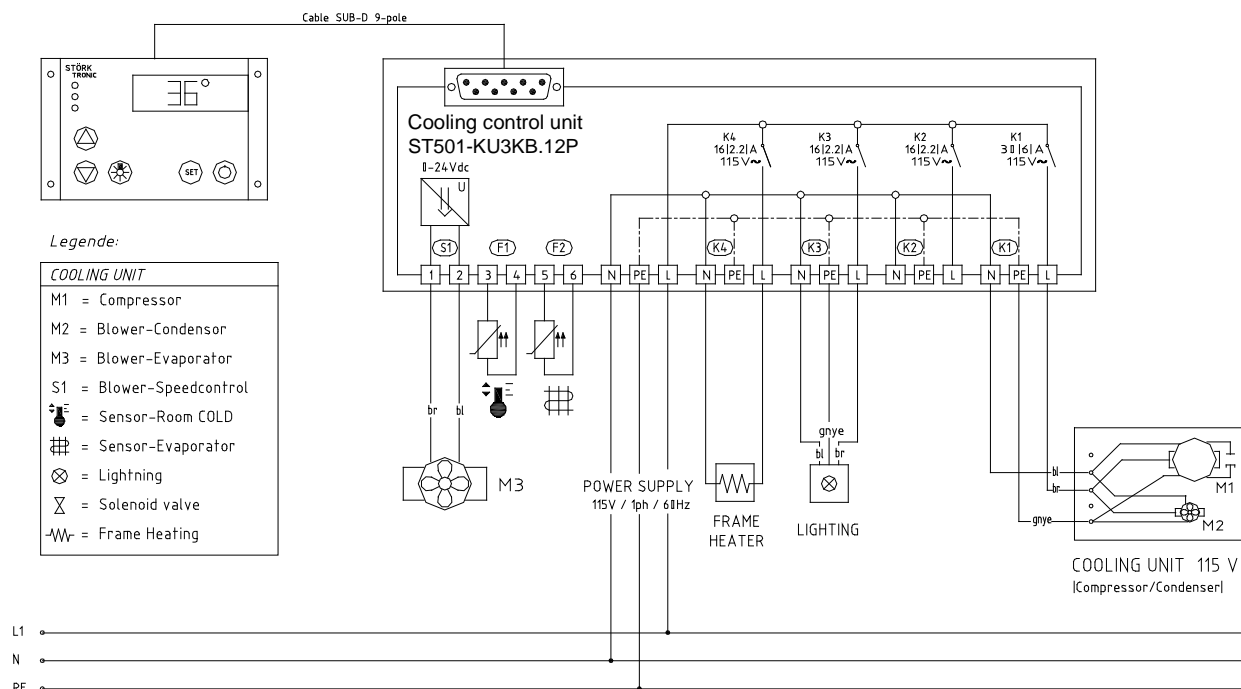 Cable SUB-D 9-pole
STÖRK
TRONIC
36°
SET
Cooling control unit
ST501-KU3KB.12P
0-24Vdc
U
K4
16|2.2|A
115V~
K3
16|2.2|A
115V~
K2
16|2.2|A
115V~
K1
30|6|A
115V~
S1 F1 F2 K4 K3 K2 K1
1 2 3 4 5 6 N PE L N PE L N PE L N PE L N PE L
Legende:
COOLING UNIT
M1 = Compressor
M2 = Blower-Condensor
M3 = Blower-Evaporator
S1 = Blower-Speedcontrol
= Sensor-Room COLD
= Sensor-Evaporator
= Lightning
= Solenoid valve
= Frame Heating
br bl
M3
POWER SUPPLY
115V / 1ph / 60Hz
FRAME
HEATER
gnye
bl br
LIGHTING
bl
br
gnye
M1
M2
COOLING UNIT 115 V
|Compressor/Condenser|
L1
N
PE